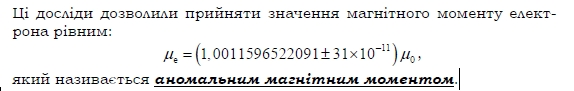 Ці досліди дозволили прийняти значення магнітного моменту елект-
рона рівним:
μₑ = (1,0011596522091 ± 31×10⁻¹¹) μ₀ ,
який називається аномальним магнітним моментом.